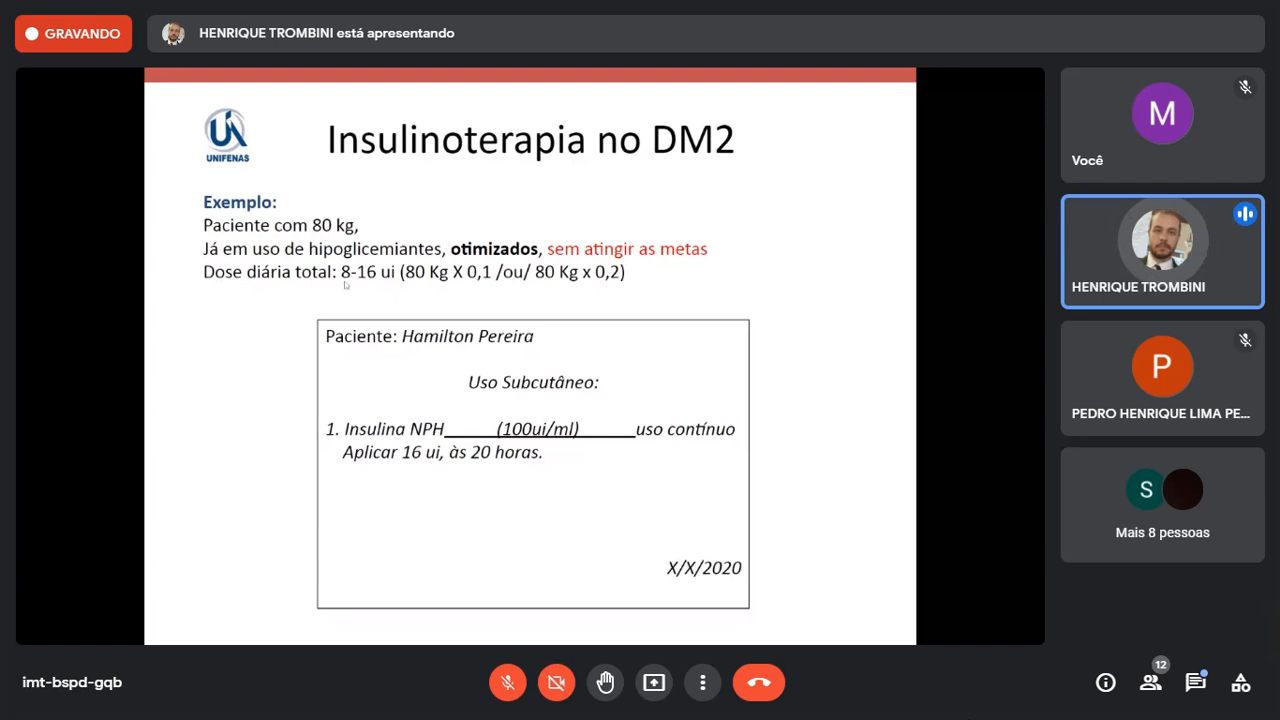 GRAVANDO
HENRIQUE TROMBINI está apresentando
UNIFENAS
Insulinoterapia no DM2
Exemplo:
Paciente com 80 kg,
Já em uso de hipoglicemiantes, otimizados, sem atingir as metas
Dose diária total: 8-16 ui (80 Kg X 0,1 /ou/ 80 Kg x 0,2)
Paciente: Hamilton Pereira
Uso Subcutâneo:
1. Insulina NPH______(100ui/ml)______uso contínuo
Aplicar 16 ui, às 20 horas.
X/X/2020
M
Você
HENRIQUE TROMBINI
P
PEDRO HENRIQUE LIMA PE...
S
Mais 8 pessoas
imt-bspd-gqb
12